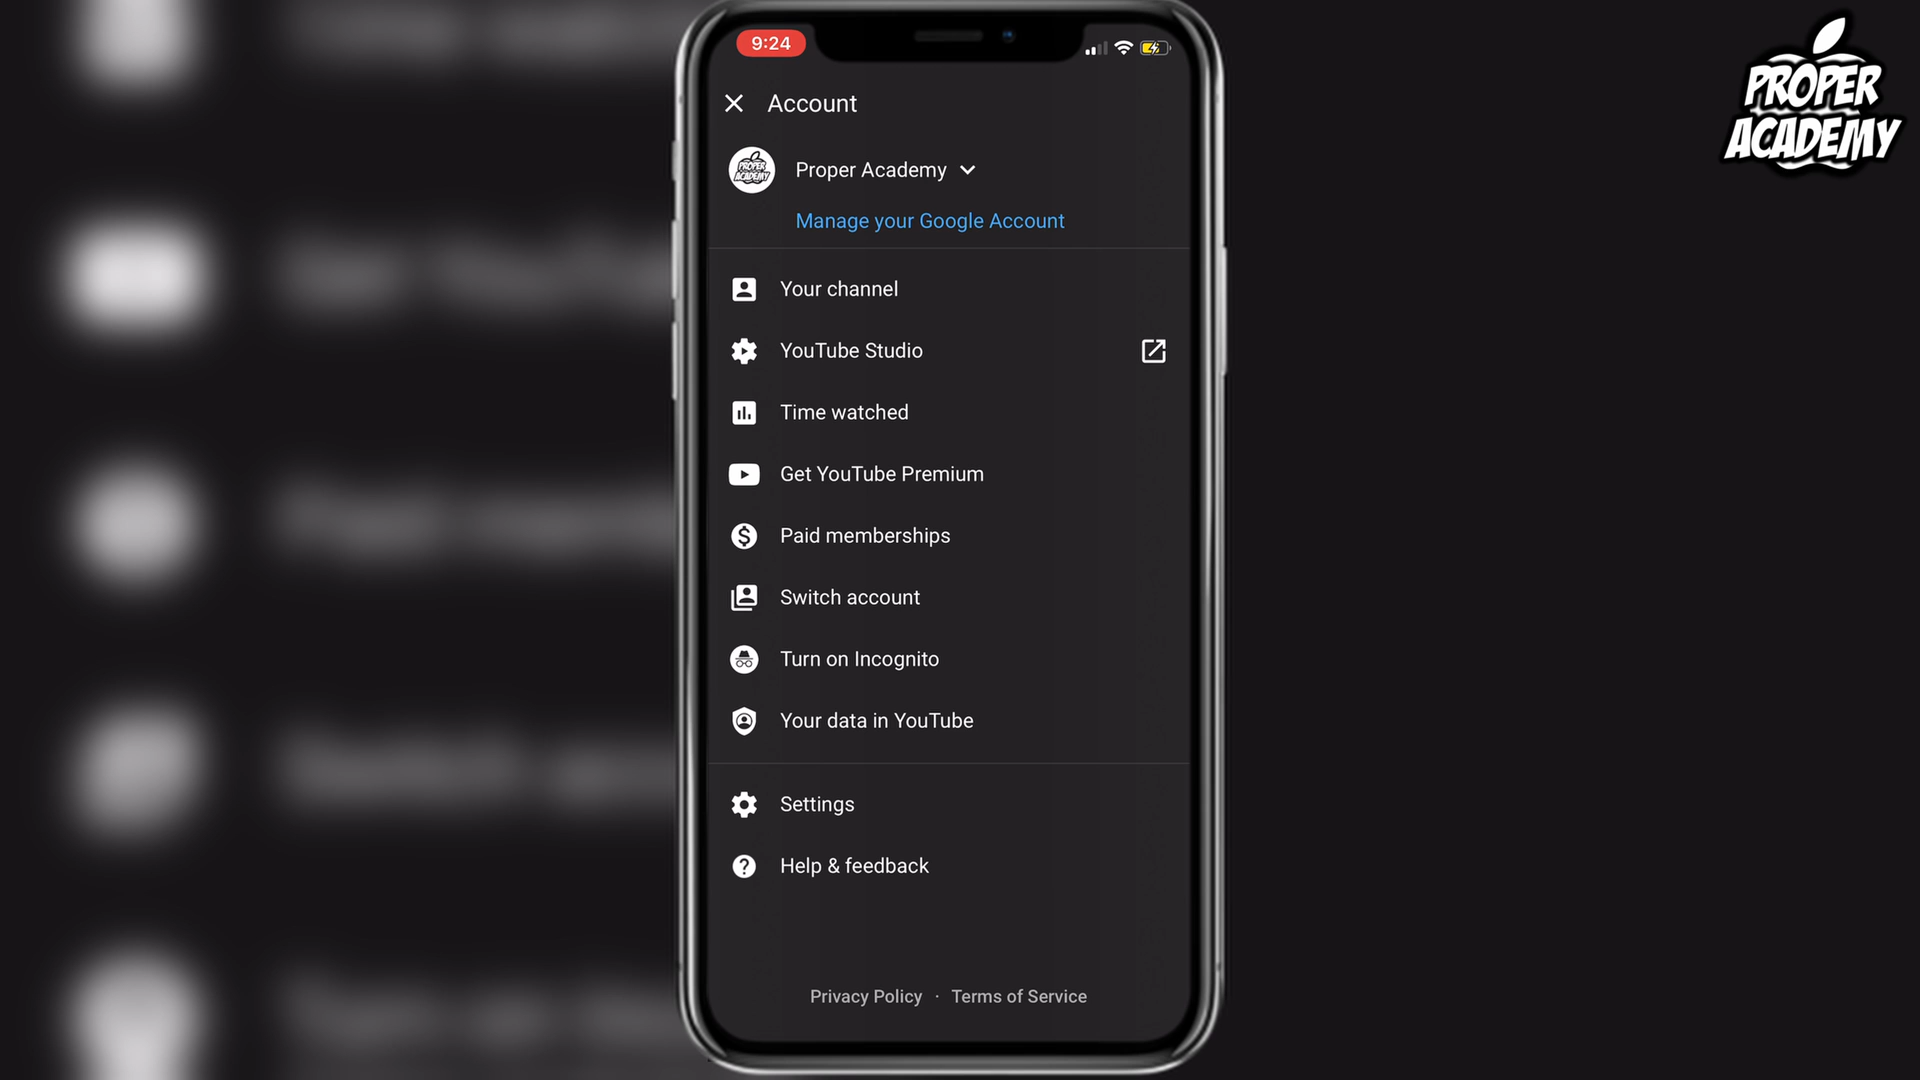 9:24
Account
PROPER
ACADEMY
PROPER
ACADEMY
Proper Academy
Manage your Google Account
Your channel
YouTube Studio
Time watched
Get YouTube Premium
Paid memberships
Switch account
Turn on Incognito
Your data in YouTube
Settings
Help & feedback
Privacy Policy · Terms of Service